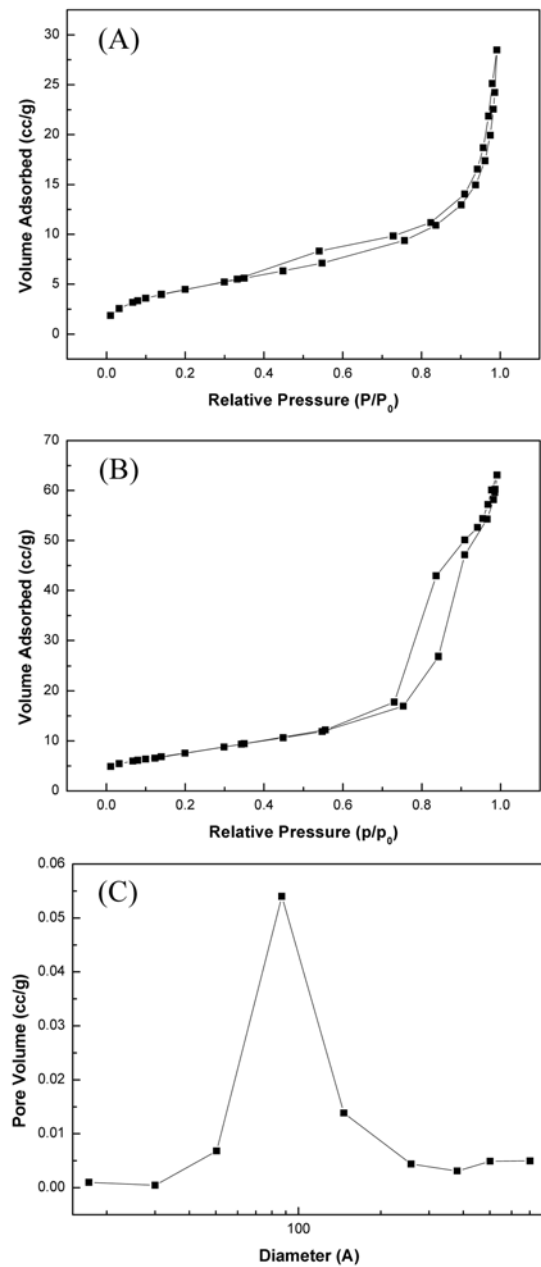 (A)
Volume Adsorbed (cc/g)
30
25
20
15
10
5
0
0.0 0.2 0.4 0.6 0.8 1.0
Relative Pressure (P/P₀)
(B)
Volume Adsorbed (cc/g)
70
60
50
40
30
20
10
0
0.0 0.2 0.4 0.6 0.8 1.0
Relative Pressure (p/p₀)
(C)
Pore Volume (cc/g)
0.06
0.05
0.04
0.03
0.02
0.01
0.00
100
Diameter (A)